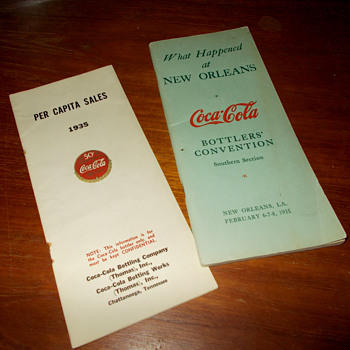 PER CAPITA SALES
1935
50
Coca-Cola
NOTE: This information is for
the Coca-Cola bottler only, and
must be kept CONFIDENTIAL.
Coca-Cola Bottling Company
(Thomas), Inc.,
Coca-Cola Bottling Works
(Thomas), Inc.,
Chattanooga, Tennessee
What Happened
at
NEW ORLEANS
Coca-Cola
BOTTLERS'
CONVENTION
Southern Section
NEW ORLEANS, LA.
FEBRUARY 6-7-8, 1935